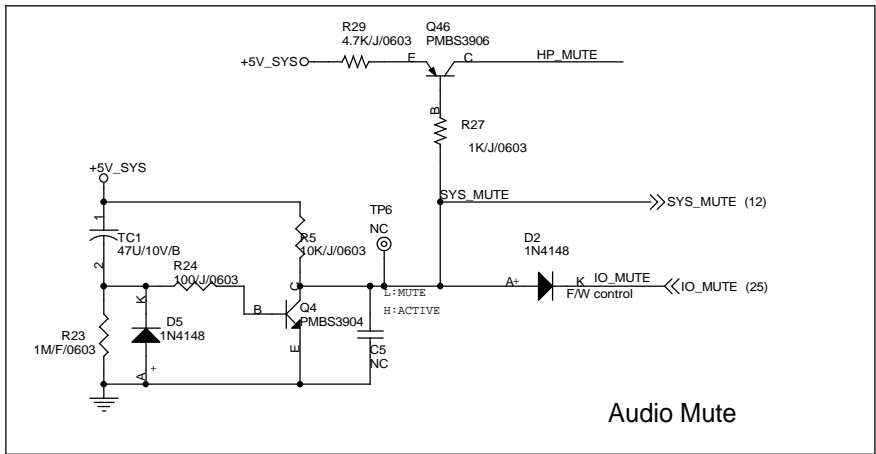 R29
4.7K/J/0603
Q46
PMBS3906
+5V_SYS
E
C
HP_MUTE
B
R27
1K/J/0603
+5V_SYS
SYS_MUTE
SYS_MUTE (12)
1
TC1
47U/10V/B
2
R5
10K/J/0603
TP6
NC
D2
1N4148
R24
100/J/0603
C
A+
K
IO_MUTE
IO_MUTE (25)
F/W control
L:MUTE
H:ACTIVE
K
B
Q4
PMBS3904
D5
1N4148
R23
1M/F/0603
E
C5
NC
A
+
Audio Mute